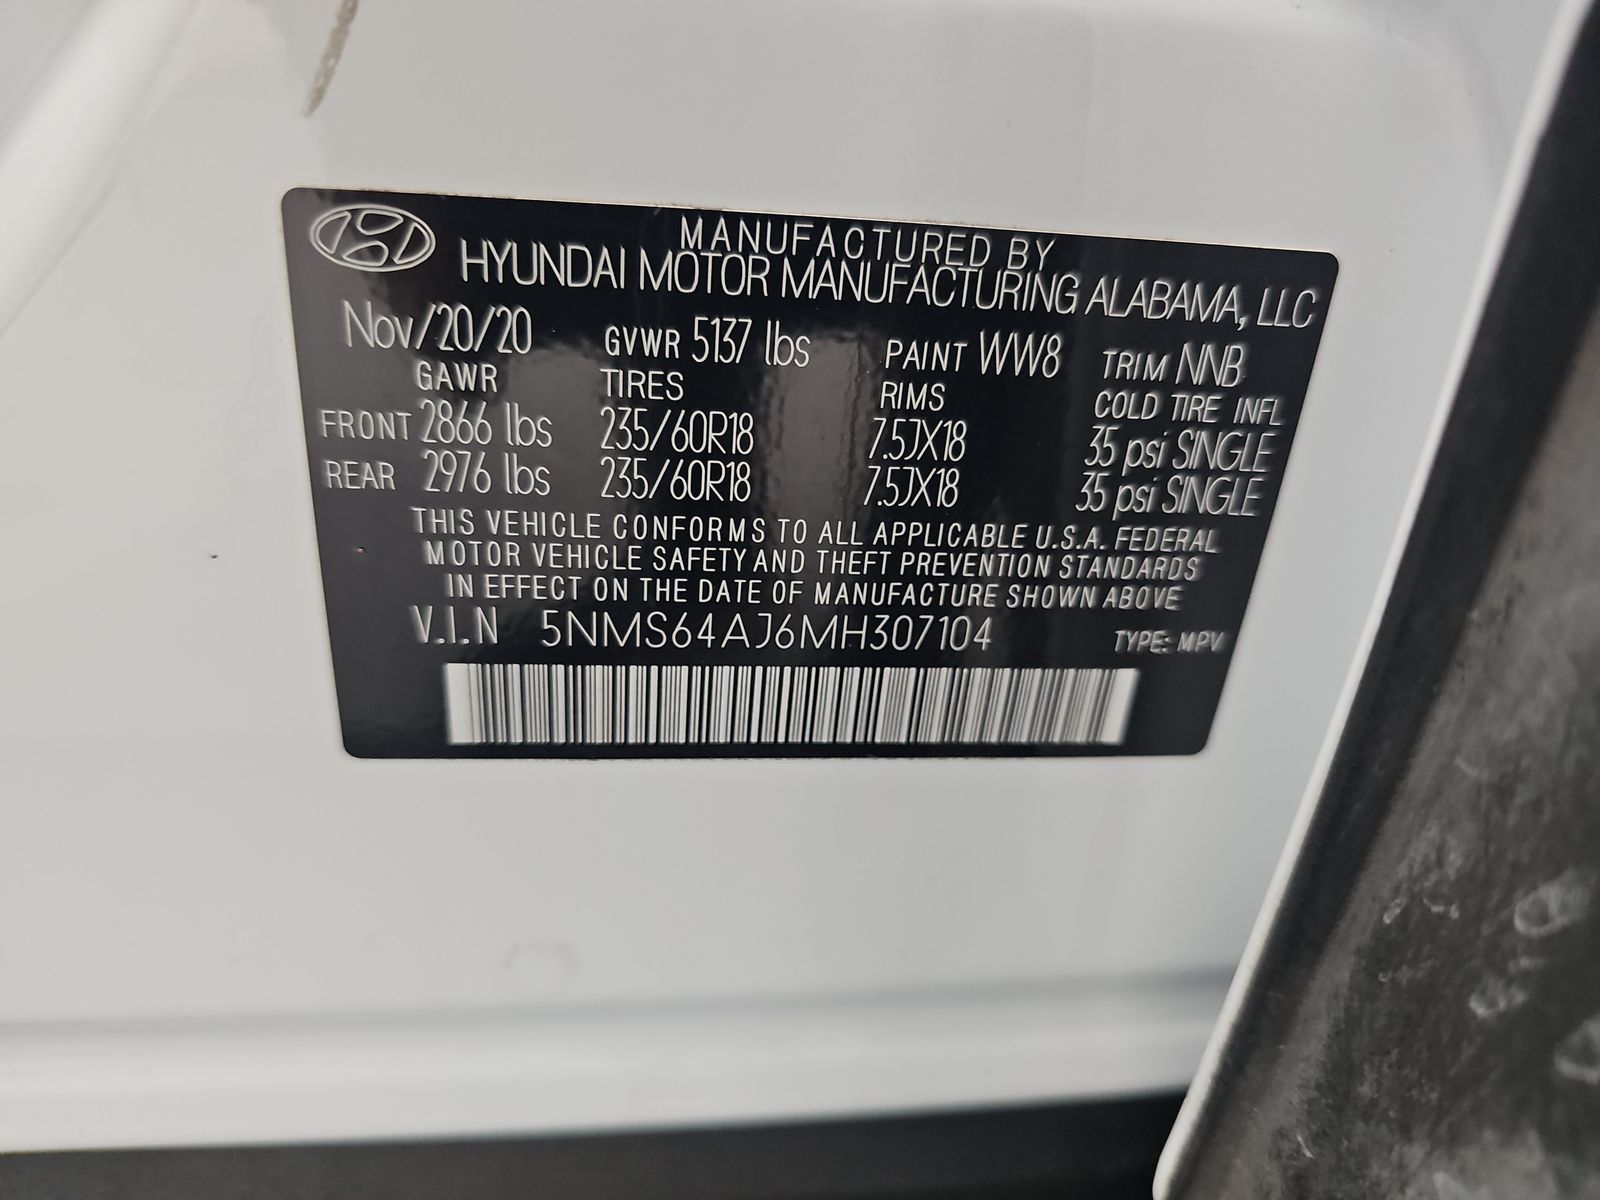 MANUFACTURED BY
HYUNDAI MOTOR MANUFACTURING ALABAMA, LLC
Nov/20/20 GVWR 5137 lbs PAINT WW8 TRIM NNB
GAWR TIRES RIMS COLD TIRE INFL
FRONT 2866 lbs 235/60R18 7.5JX18 35 psi SINGLE
REAR 2976 lbs 235/60R18 7.5JX18 35 psi SINGLE
THIS VEHICLE CONFORMS TO ALL APPLICABLE U.S.A. FEDERAL
MOTOR VEHICLE SAFETY AND THEFT PREVENTION STANDARDS
IN EFFECT ON THE DATE OF MANUFACTURE SHOWN ABOVE
V.I.N 5NMS64AJ6MH307104 TYPE: MPV